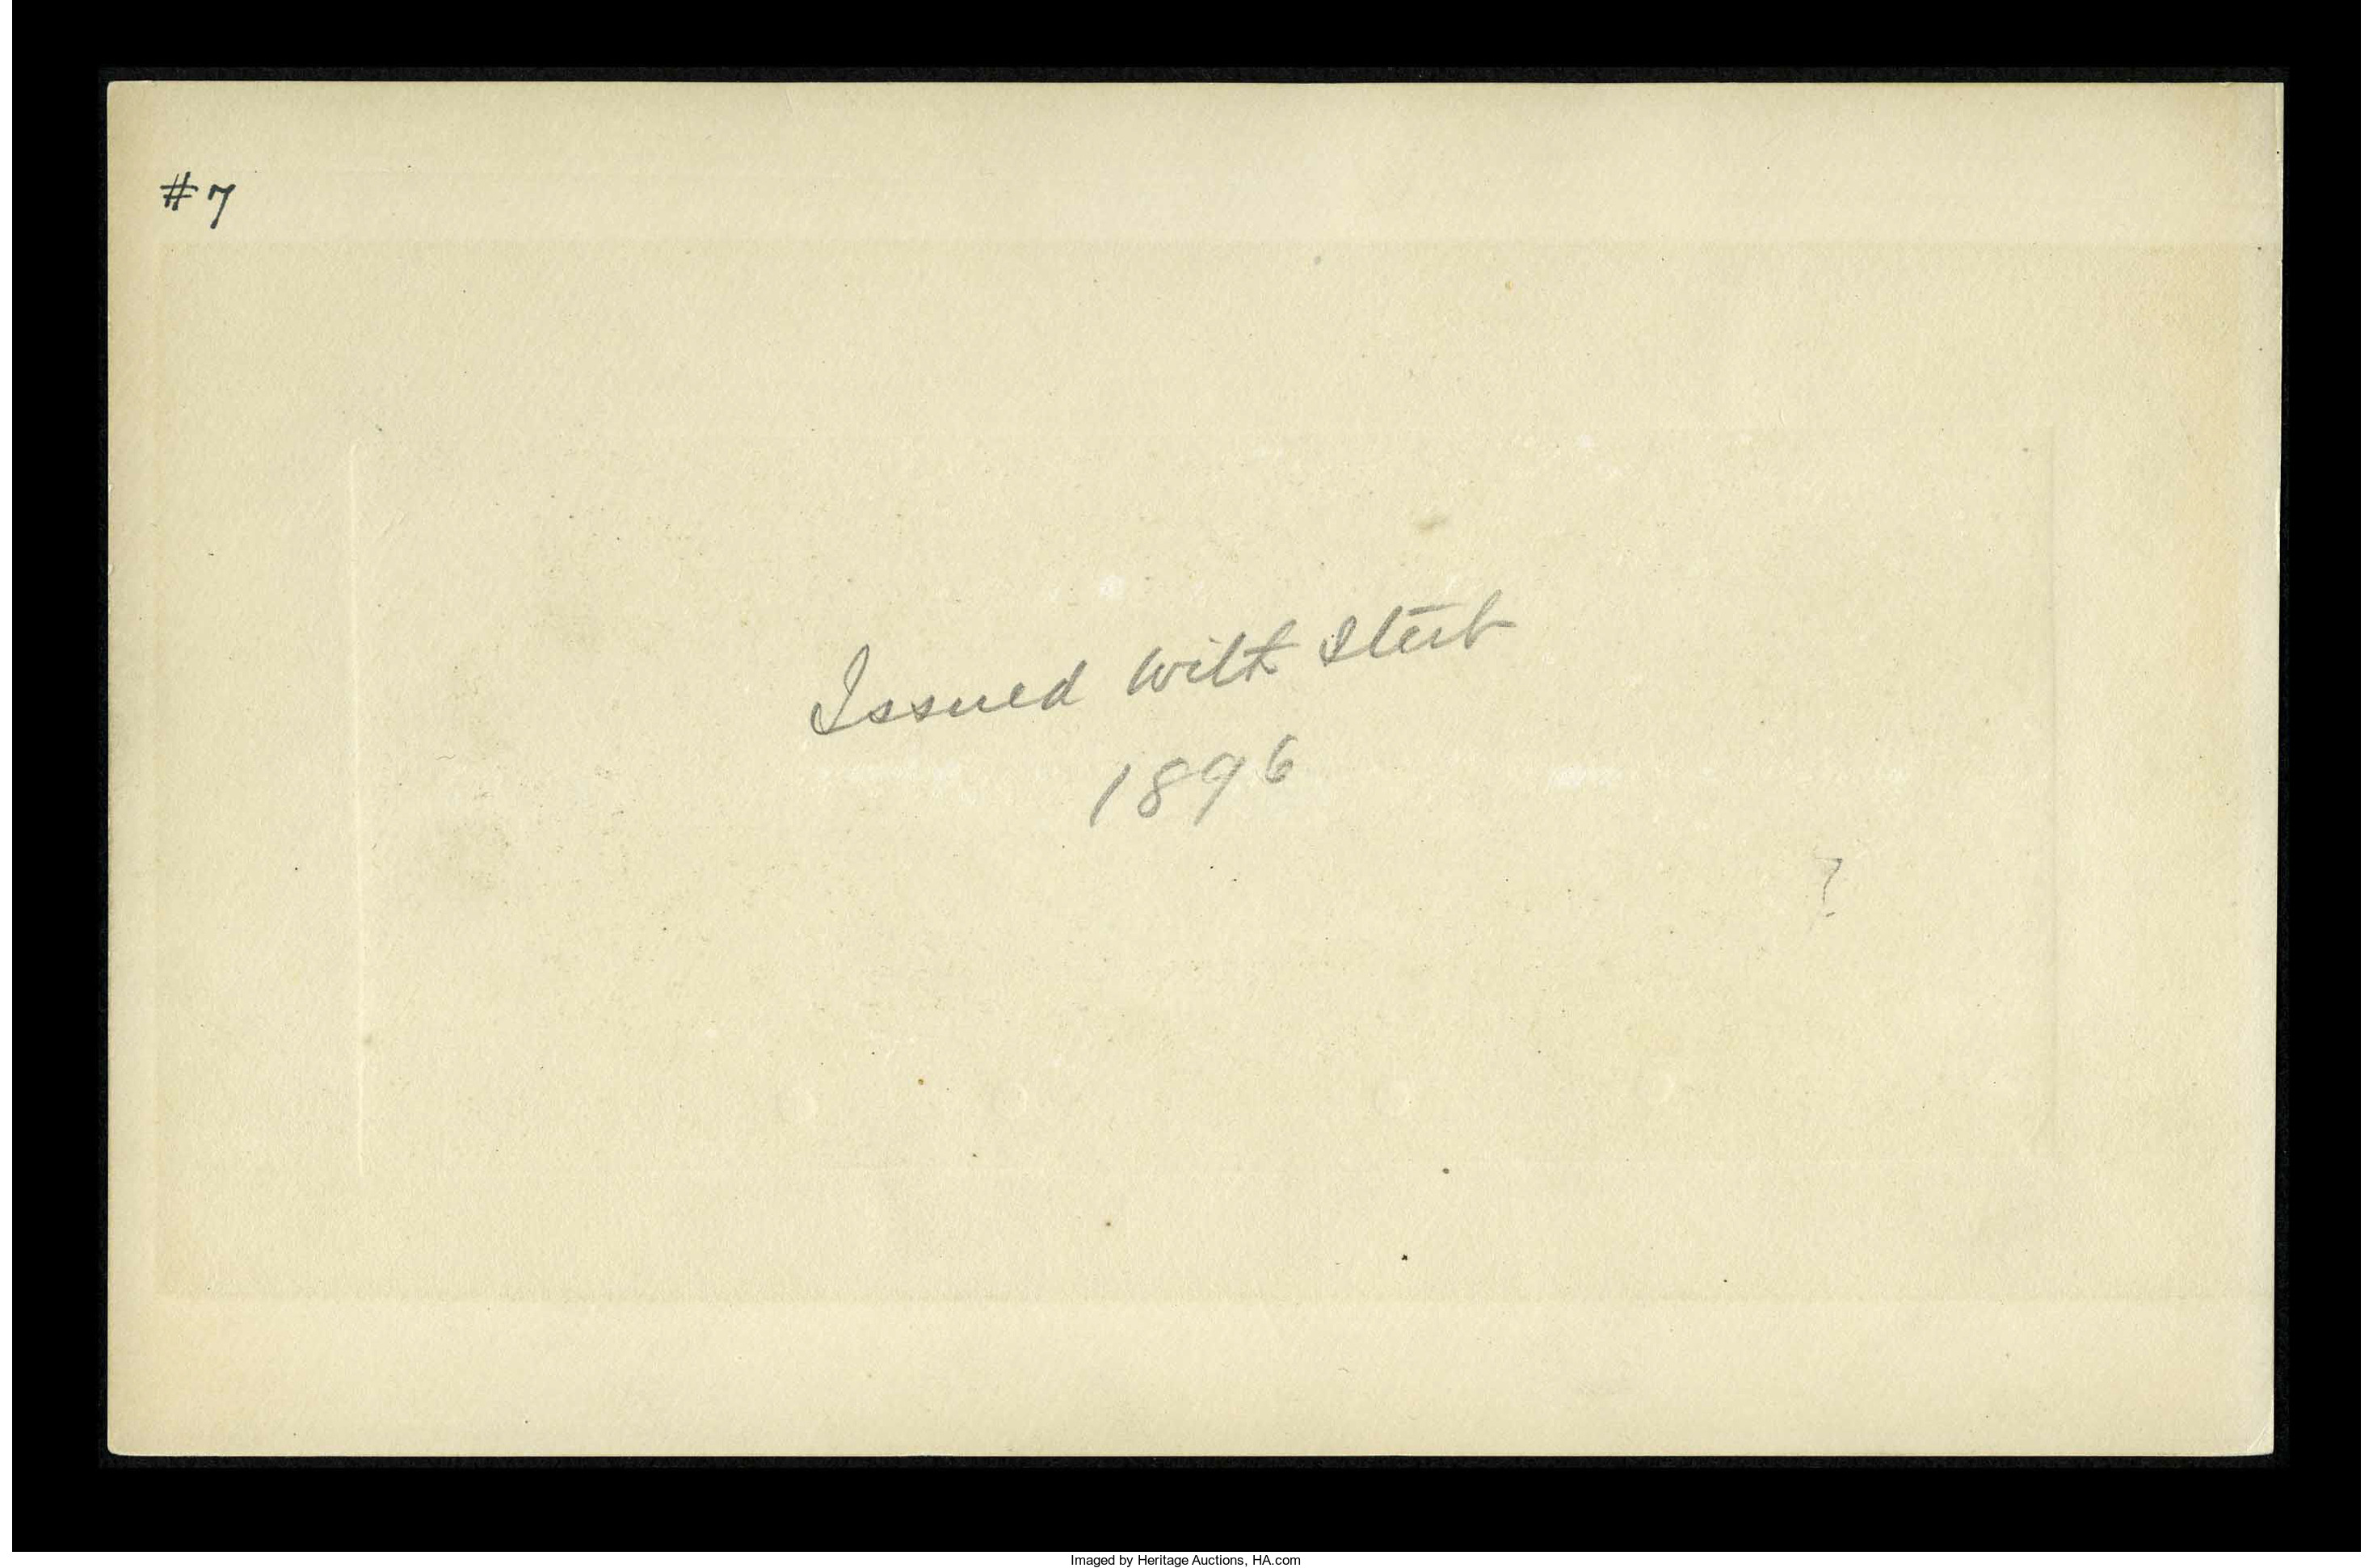 #7
Issued with Stub
1896
?
Imaged by Heritage Auctions, HA.com